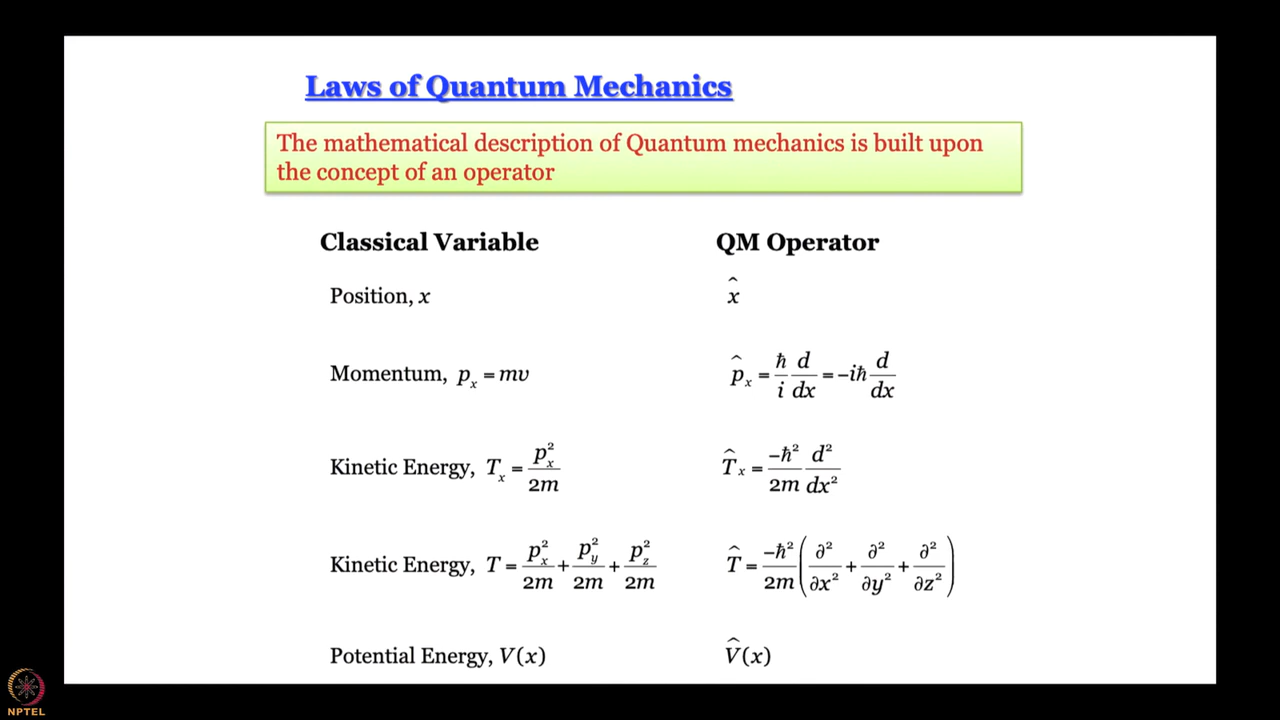 Laws of Quantum Mechanics
The mathematical description of Quantum mechanics is built upon
the concept of an operator
Classical Variable QM Operator
Position, x x̂
Momentum, pₓ = mv p̂ₓ = ħ/i d/dx = −iħ d/dx
Kinetic Energy, Tₓ = pₓ²/2m T̂ₓ = −ħ²/2m d²/dx²
Kinetic Energy, T = pₓ²/2m + p_y²/2m + p_z²/2m T̂ = −ħ²/2m (∂²/∂x² + ∂²/∂y² + ∂²/∂z²)
Potential Energy, V(x) V̂(x)
NPTEL